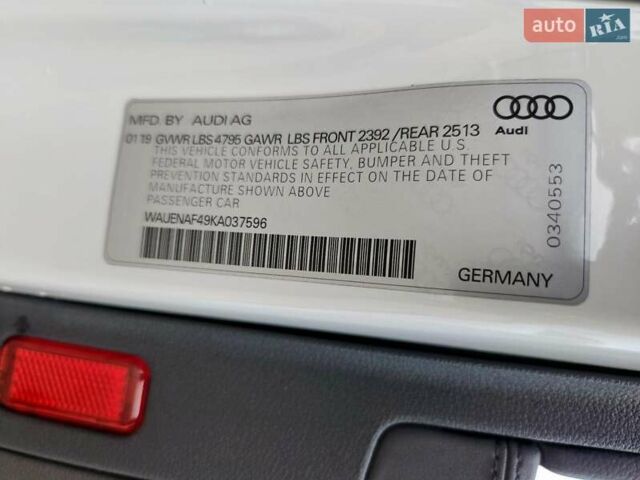 auto RIA.com
MFD. BY AUDI AG
01 19 GVWR LBS 4795 GAWR LBS FRONT 2392 / REAR 2513
THIS VEHICLE CONFORMS TO ALL APPLICABLE U.S.
FEDERAL MOTOR VEHICLE SAFETY, BUMPER AND THEFT
PREVENTION STANDARDS IN EFFECT ON THE DATE OF
MANUFACTURE SHOWN ABOVE
PASSENGER CAR
WAUENAF49KA037596
Audi
0340553
GERMANY